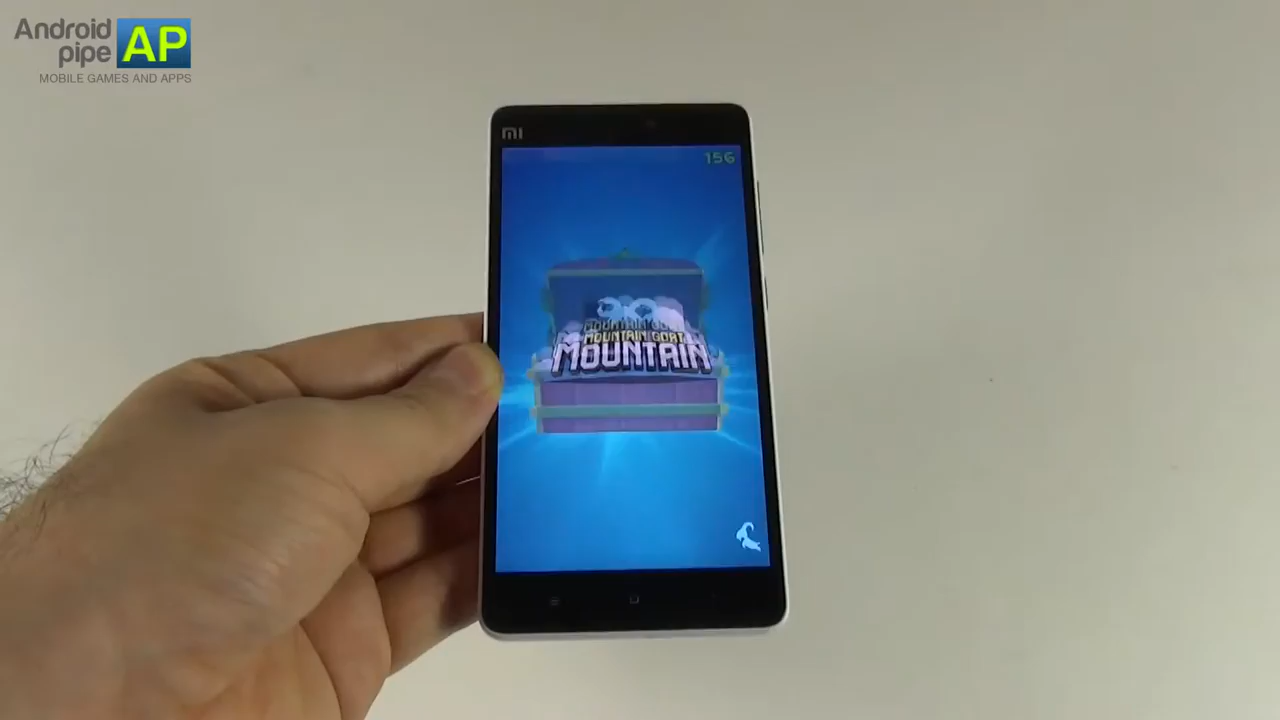 Android
pipe AP
MOBILE GAMES AND APPS
mi
156
MOUNTAIN GOAT
MOUNTAIN GOAT
MOUNTAIN